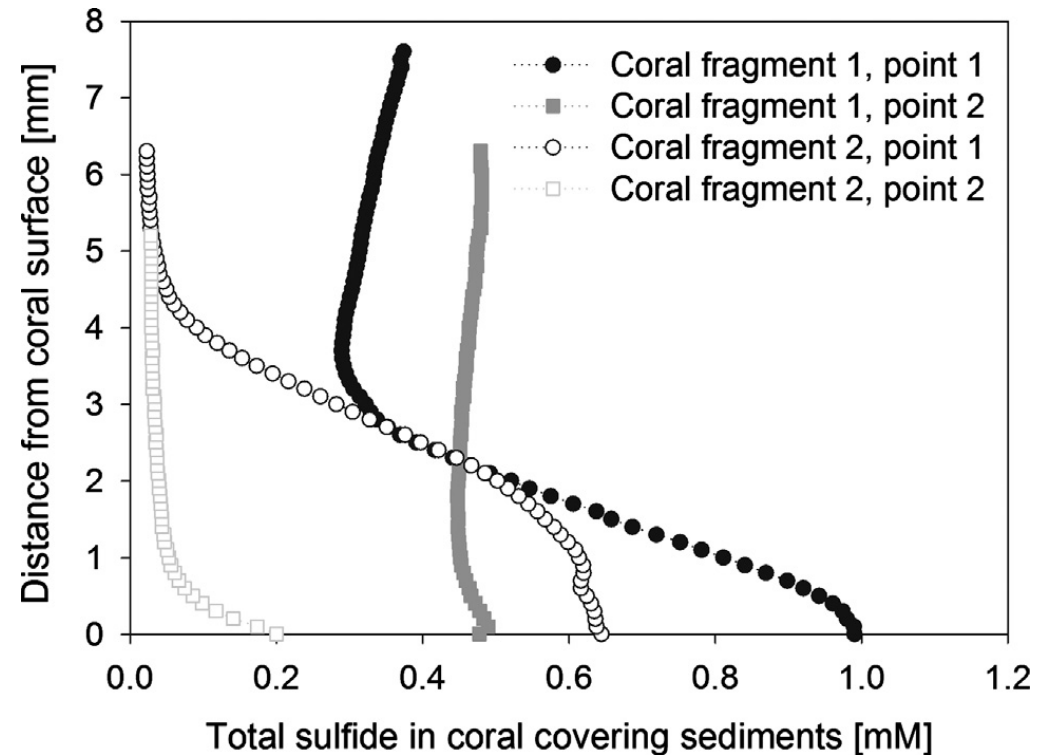 8
7
6
5
4
3
2
1
0
Distance from coral surface [mm]
Coral fragment 1, point 1
Coral fragment 1, point 2
Coral fragment 2, point 1
Coral fragment 2, point 2
0.0 0.2 0.4 0.6 0.8 1.0 1.2
Total sulfide in coral covering sediments [mM]